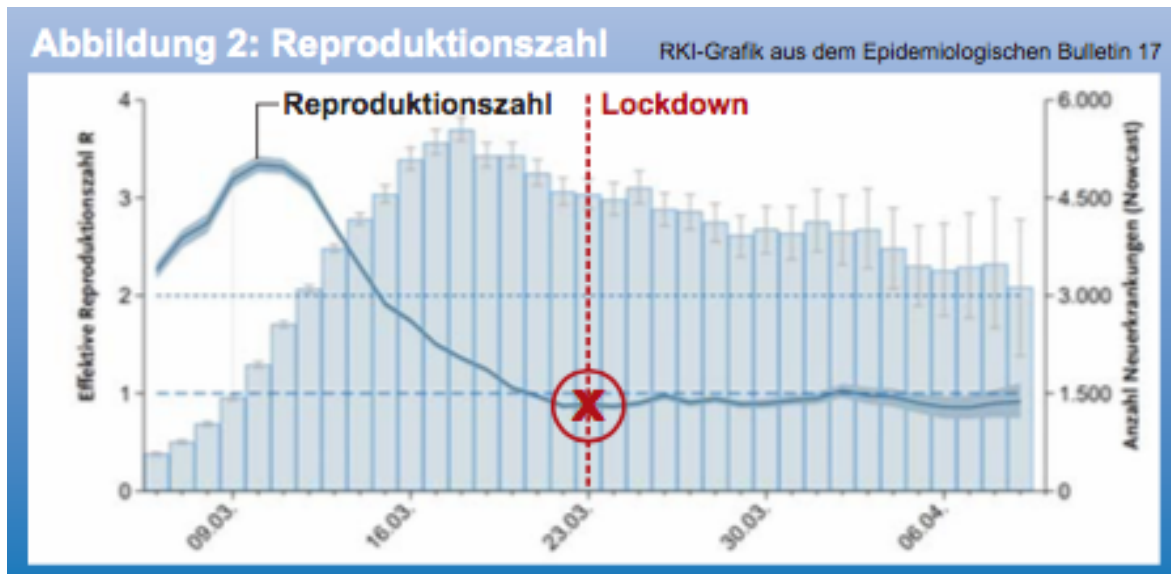 Abbildung 2: Reproduktionszahl
RKI-Grafik aus dem Epidemiologischen Bulletin 17
Reproduktionszahl
Lockdown
Effektive Reproduktionszahl R
4
3
2
1
0
6.000
4.500
3.000
1.500
0
Anzahl Neuerkrankungen (Nowcast)
X
09.03.
16.03.
23.03.
30.03.
06.04.